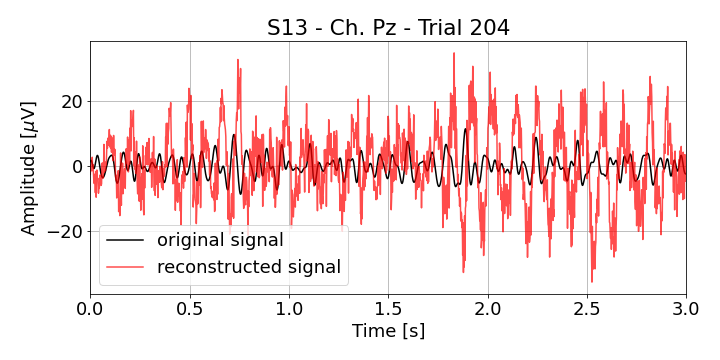 S13 - Ch. Pz - Trial 204
Amplitude [μV]
20
0
−20
original signal
reconstructed signal
0.0 0.5 1.0 1.5 2.0 2.5 3.0
Time [s]